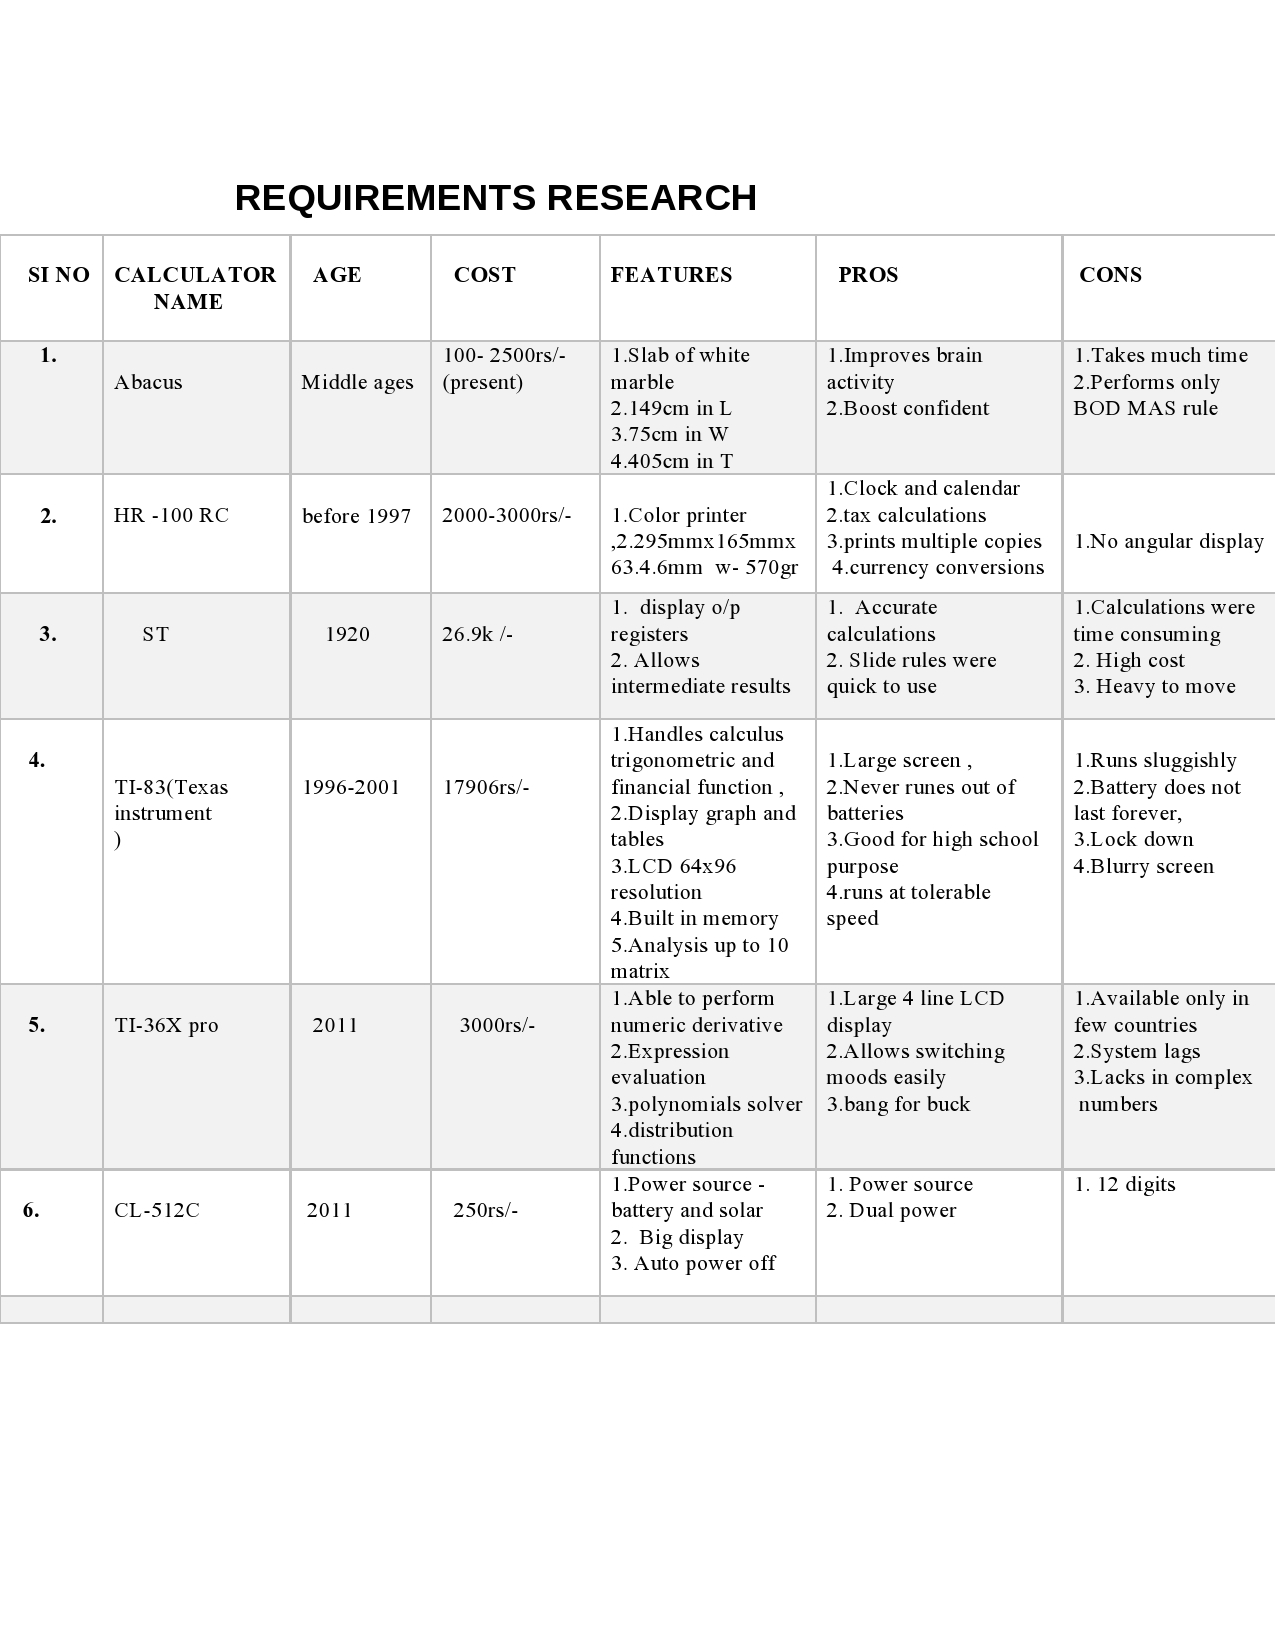 REQUIREMENTS RESEARCH
SI NO
CALCULATOR
NAME
AGE
COST
FEATURES
PROS
CONS
1.
Abacus
Middle ages
100- 2500rs/-
(present)
1.Slab of white
marble
2.149cm in L
3.75cm in W
4.405cm in T
1.Improves brain
activity
2.Boost confident
1.Takes much time
2.Performs only
BOD MAS rule
2.
HR -100 RC
before 1997
2000-3000rs/-
1.Color printer
,2.295mmx165mmx
63.4.6mm w- 570gr
1.Clock and calendar
2.tax calculations
3.prints multiple copies
4.currency conversions
1.No angular display
3.
ST
1920
26.9k /-
1. display o/p
registers
2. Allows
intermediate results
1. Accurate
calculations
2. Slide rules were
quick to use
1.Calculations were
time consuming
2. High cost
3. Heavy to move
4.
TI-83(Texas
instrument
)
1996-2001
17906rs/-
1.Handles calculus
trigonometric and
financial function ,
2.Display graph and
tables
3.LCD 64x96
resolution
4.Built in memory
5.Analysis up to 10
matrix
1.Large screen ,
2.Never runes out of
batteries
3.Good for high school
purpose
4.runs at tolerable
speed
1.Runs sluggishly
2.Battery does not
last forever,
3.Lock down
4.Blurry screen
5.
TI-36X pro
2011
3000rs/-
1.Able to perform
numeric derivative
2.Expression
evaluation
3.polynomials solver
4.distribution
functions
1.Large 4 line LCD
display
2.Allows switching
moods easily
3.bang for buck
1.Available only in
few countries
2.System lags
3.Lacks in complex
numbers
6.
CL-512C
2011
250rs/-
1.Power source -
battery and solar
2. Big display
3. Auto power off
1. Power source
2. Dual power
1. 12 digits